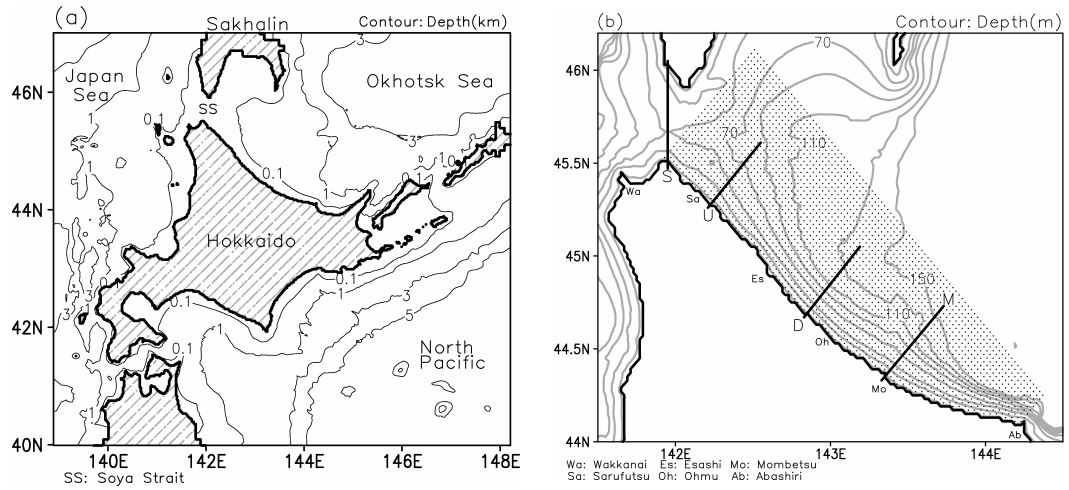 (a)
Sakhalin
Contour: Depth(km)
Japan
Sea
Okhotsk Sea
3
46N
SS
1
0.1
1
0.1
3
1
0
0.1
1
0.1
44N
Hokkaido
0.1
0
3
1
0.1
1
3
5
42N
1
0.1
North
Pacific
1
40N
140E
142E
144E
146E
148E
SS: Soya Strait
(b)
Contour: Depth(m)
70
46N
70
110
45.5N
S
Wa
Sa
U
45N
Es
150
M
110
D
Oh
44.5N
Mo
Ab
44N
142E
143E
144E
Wa: Wakkanai Es: Esashi Mo: Mombetsu
Sa: Sarufutsu Oh: Ohmu Ab: Abashiri